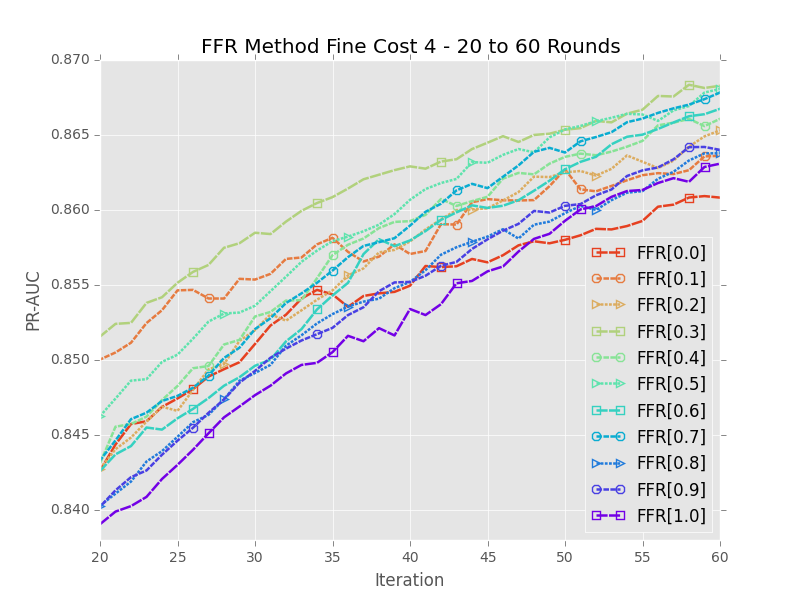 FFR Method Fine Cost 4 - 20 to 60 Rounds
0.870
0.865
0.860
0.855
0.850
0.845
0.840
PR-AUC
FFR[0.0]
FFR[0.1]
FFR[0.2]
FFR[0.3]
FFR[0.4]
FFR[0.5]
FFR[0.6]
FFR[0.7]
FFR[0.8]
FFR[0.9]
FFR[1.0]
20 25 30 35 40 45 50 55 60
Iteration